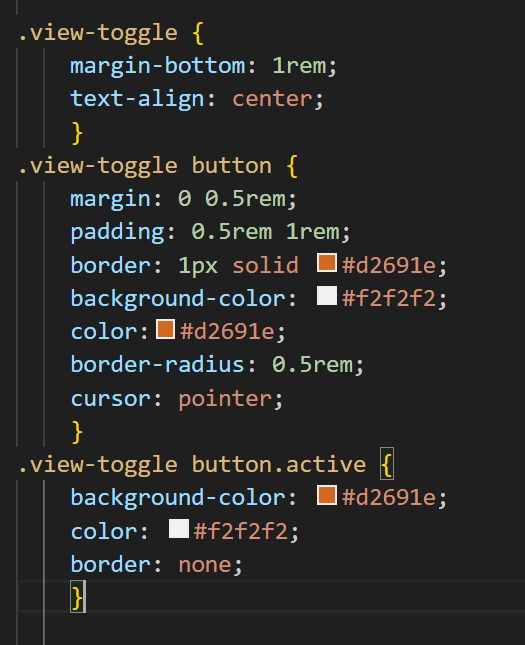 .view-toggle {
margin-bottom: 1rem;
text-align: center;
}
.view-toggle button {
margin: 0 0.5rem;
padding: 0.5rem 1rem;
border: 1px solid #d2691e;
background-color: #f2f2f2;
color: #d2691e;
border-radius: 0.5rem;
cursor: pointer;
}
.view-toggle button.active {
background-color: #d2691e;
color: #f2f2f2;
border: none;
}